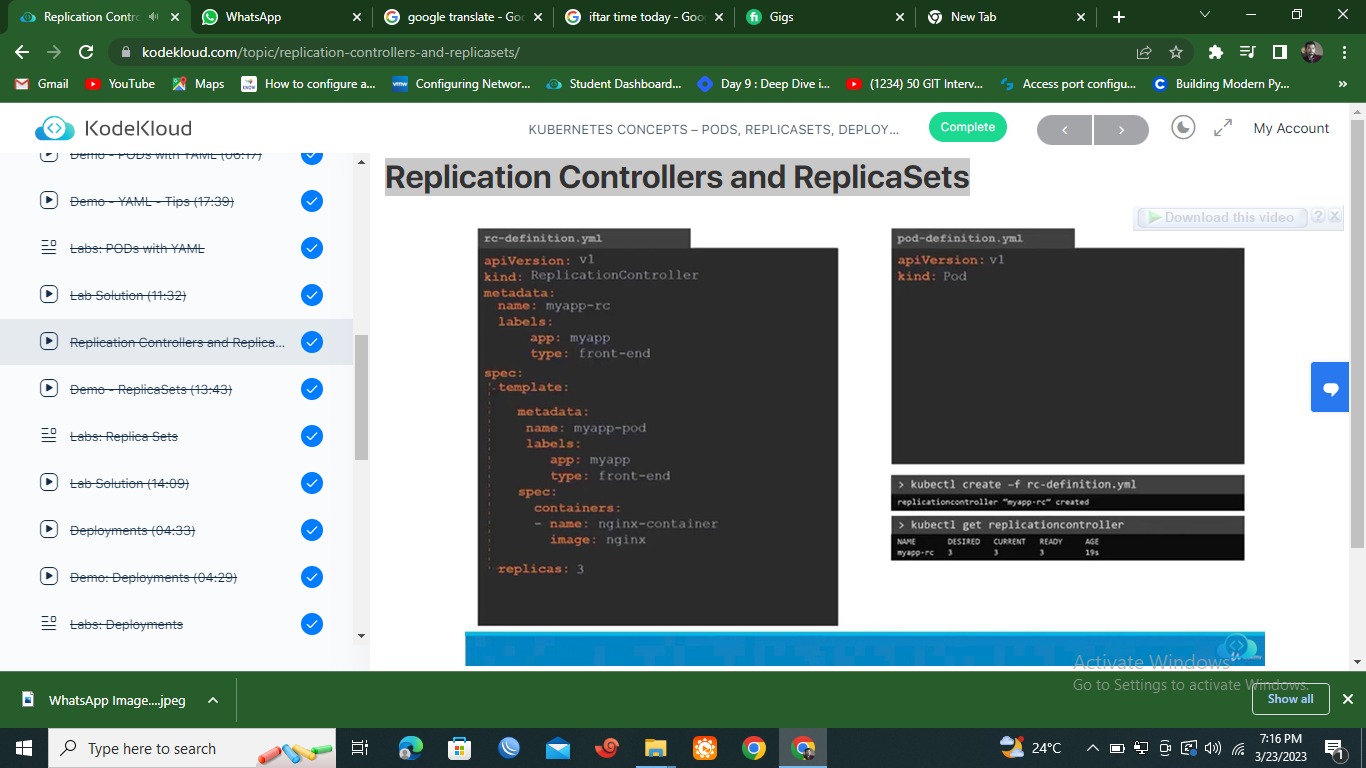 Replication Contro
WhatsApp
google translate - Goo
iftar time today - Goo
Gigs
New Tab
kodekloud.com/topic/replication-controllers-and-replicasets/
Gmail
YouTube
Maps
How to configure a...
Configuring Networ...
Student Dashboard...
Day 9 : Deep Dive i...
(1234) 50 GIT Interv...
Access port configu...
Building Modern Py...
»
KodeKloud
KUBERNETES CONCEPTS – PODS, REPLICASETS, DEPLOY...
Complete
My Account
Demo - PODs with YAML (06:17)
Demo - YAML - Tips (17:39)
Labs: PODs with YAML
Lab Solution (11:32)
Replication Controllers and Replica...
Demo - ReplicaSets (13:43)
Labs: Replica Sets
Lab Solution (14:09)
Deployments (04:33)
Demo: Deployments (04:29)
Labs: Deployments
Replication Controllers and ReplicaSets
Download this video ? X
rc-definition.yml
apiVersion: v1
kind: ReplicationController
metadata:
name: myapp-rc
labels:
app: myapp
type: front-end
spec:
template:
metadata:
name: myapp-pod
labels:
app: myapp
type: front-end
spec:
containers:
- name: nginx-container
image: nginx
replicas: 3
pod-definition.yml
apiVersion: v1
kind: Pod
> kubectl create -f rc-definition.yml
replicationcontroller "myapp-rc" created
> kubectl get replicationcontroller
NAME DESIRED CURRENT READY AGE
myapp-rc 3 3 3 19s
Activate Windows
Go to Settings to activate Windows.
WhatsApp Image....jpeg
Show all
Type here to search
24°C
7:16 PM
3/23/2023
1